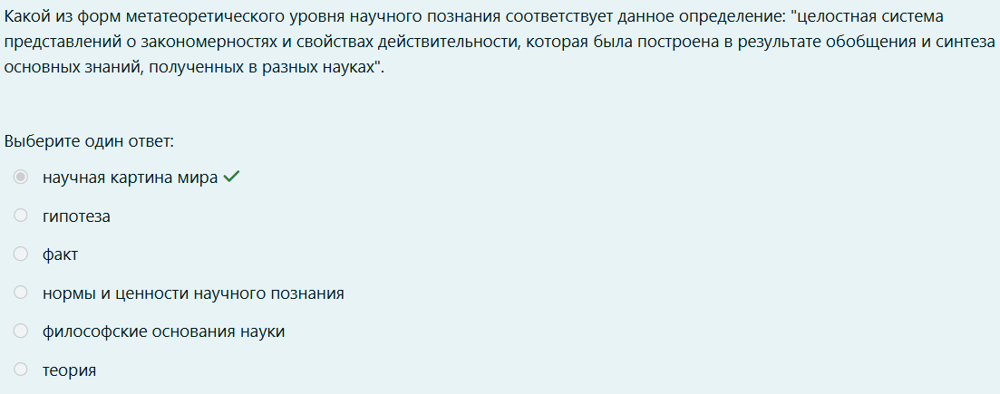 Какой из форм метатеоретического уровня научного познания соответствует данное определение: "целостная система
представлений о закономерностях и свойствах действительности, которая была построена в результате обобщения и синтеза
основных знаний, полученных в разных науках".
Выберите один ответ:
научная картина мира
гипотеза
факт
нормы и ценности научного познания
философские основания науки
теория